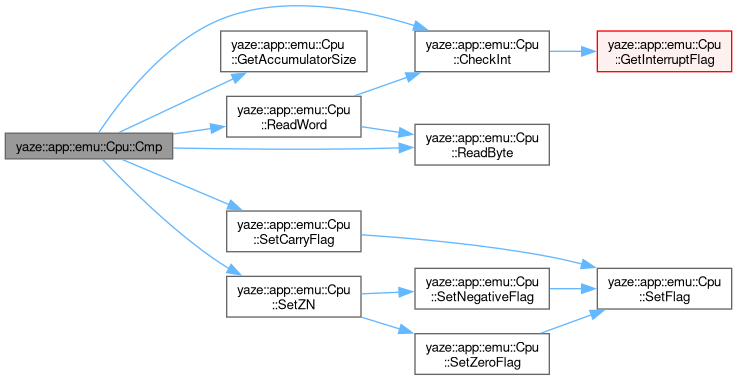 yaze::app::emu::Cpu::Cmp
yaze::app::emu::Cpu
::GetAccumulatorSize
yaze::app::emu::Cpu
::CheckInt
yaze::app::emu::Cpu
::GetInterruptFlag
yaze::app::emu::Cpu
::ReadWord
yaze::app::emu::Cpu
::ReadByte
yaze::app::emu::Cpu
::SetCarryFlag
yaze::app::emu::Cpu
::SetZN
yaze::app::emu::Cpu
::SetNegativeFlag
yaze::app::emu::Cpu
::SetFlag
yaze::app::emu::Cpu
::SetZeroFlag